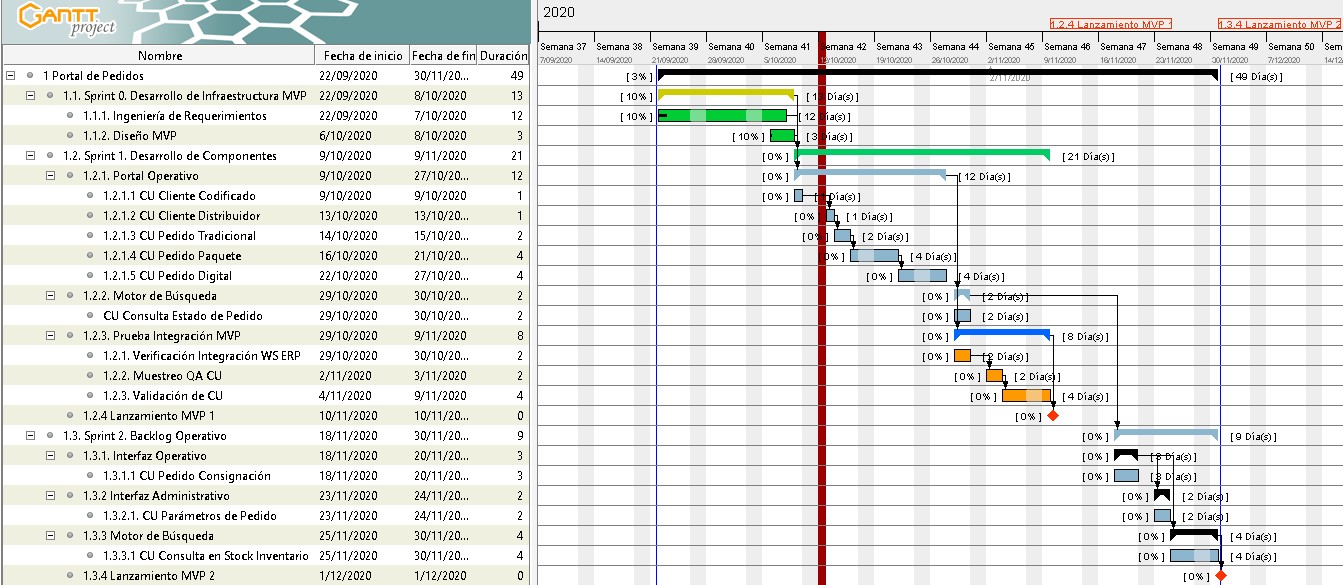 GANTT
project
2020
1.2.4 Lanzamiento MVP 1
1.3.4 Lanzamiento MVP 2
Nombre Fecha de inicio Fecha de fin Duración
Semana 37 Semana 38 Semana 39 Semana 40 Semana 41 Semana 42 Semana 43 Semana 44 Semana 45 Semana 46 Semana 47 Semana 48 Semana 49 Semana 50 Sem
7/09/2020 14/09/2020 21/09/2020 28/09/2020 5/10/2020 12/10/2020 19/10/2020 26/10/2020 2/11/2020 9/11/2020 16/11/2020 23/11/2020 30/11/2020 7/12/2020 14/12
1 Portal de Pedidos 22/09/2020 30/11/20... 49 [ 3% ] 2/11/2020 [ 49 Día(s) ]
1.1. Sprint 0. Desarrollo de Infraestructura MVP 22/09/2020 8/10/2020 13 [ 10% ] [ 13 Día(s) ]
1.1.1. Ingeniería de Requerimientos 22/09/2020 7/10/2020 12 [ 10% ] [ 12 Día(s) ]
1.1.2. Diseño MVP 6/10/2020 8/10/2020 3 [ 10% ] [ 3 Día(s) ]
1.2. Sprint 1. Desarrollo de Componentes 9/10/2020 9/11/2020 21 [ 0% ] [ 21 Día(s) ]
1.2.1. Portal Operativo 9/10/2020 27/10/20... 12 [ 0% ] [ 12 Día(s) ]
1.2.1.1 CU Cliente Codificado 9/10/2020 9/10/2020 1 [ 0% ] [ 1 Día(s) ]
1.2.1.2 CU Cliente Distribuidor 13/10/2020 13/10/20... 1 [ 0% ] [ 1 Día(s) ]
1.2.1.3 CU Pedido Tradicional 14/10/2020 15/10/20... 2 [ 0% ] [ 2 Día(s) ]
1.2.1.4 CU Pedido Paquete 16/10/2020 21/10/20... 4 [ 0% ] [ 4 Día(s) ]
1.2.1.5 CU Pedido Digital 22/10/2020 27/10/20... 4 [ 0% ] [ 4 Día(s) ]
1.2.2. Motor de Búsqueda 29/10/2020 30/10/20... 2 [ 0% ] [ 2 Día(s) ]
CU Consulta Estado de Pedido 29/10/2020 30/10/20... 2 [ 0% ] [ 2 Día(s) ]
1.2.3. Prueba Integración MVP 29/10/2020 9/11/2020 8 [ 0% ] [ 8 Día(s) ]
1.2.1. Verificación Integración WS ERP 29/10/2020 30/10/20... 2 [ 0% ] [ 2 Día(s) ]
1.2.2. Muestreo QA CU 2/11/2020 3/11/2020 2 [ 0% ] [ 2 Día(s) ]
1.2.3. Validación de CU 4/11/2020 9/11/2020 4 [ 0% ] [ 4 Día(s) ]
1.2.4 Lanzamiento MVP 1 10/11/2020 10/11/20... 0 [ 0% ]
1.3. Sprint 2. Backlog Operativo 18/11/2020 30/11/20... 9 [ 0% ] [ 9 Día(s) ]
1.3.1. Interfaz Operativo 18/11/2020 20/11/20... 3 [ 0% ] [ 3 Día(s) ]
1.3.1.1 CU Pedido Consignación 18/11/2020 20/11/20... 3 [ 0% ] [ 3 Día(s) ]
1.3.2 Interfaz Administrativo 23/11/2020 24/11/20... 2 [ 0% ] [ 2 Día(s) ]
1.3.2.1. CU Parámetros de Pedido 23/11/2020 24/11/20... 2 [ 0% ] [ 2 Día(s) ]
1.3.3 Motor de Búsqueda 25/11/2020 30/11/20... 4 [ 0% ] [ 4 Día(s) ]
1.3.3.1 CU Consulta en Stock Inventario 25/11/2020 30/11/20... 4 [ 0% ] [ 4 Día(s) ]
1.3.4 Lanzamiento MVP 2 1/12/2020 1/12/2020 0 [ 0% ]